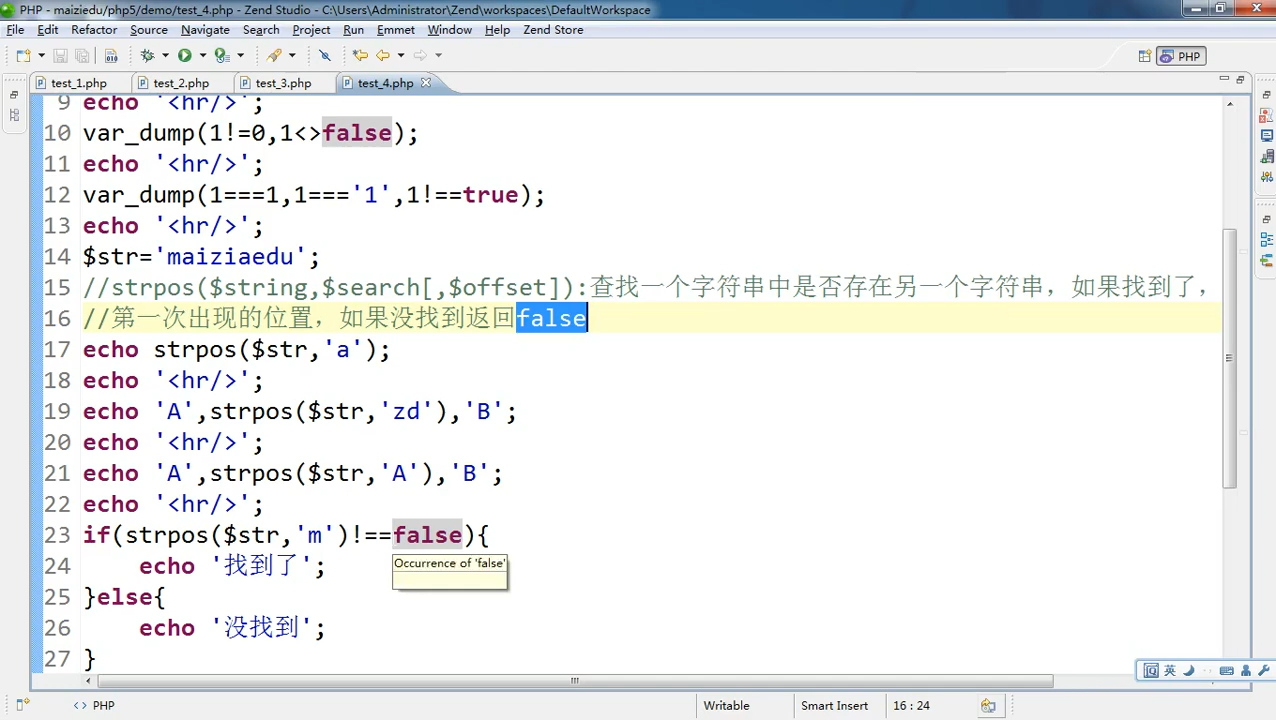 PHP - maiziedu/php5/demo/test_4.php - Zend Studio - C:\Users\Administrator\Zend\workspaces\DefaultWorkspace
File Edit Refactor Source Navigate Search Project Run Emmet Window Help Zend Store
PHP
test_1.php test_2.php test_3.php test_4.php
9 echo '<hr/>';
10 var_dump(1!=0,1<>false);
11 echo '<hr/>';
12 var_dump(1===1,1==='1',1!==true);
13 echo '<hr/>';
14 $str='maiziaedu';
15 //strpos($string,$search[,$offset]):查找一个字符串中是否存在另一个字符串，如果找到了，
16 //第一次出现的位置，如果没找到返回false
17 echo strpos($str,'a');
18 echo '<hr/>';
19 echo 'A',strpos($str,'zd'),'B';
20 echo '<hr/>';
21 echo 'A',strpos($str,'A'),'B';
22 echo '<hr/>';
23 if(strpos($str,'m')!==false){
24 echo '找到了';
Occurrence of 'false'
25 }else{
26 echo '没找到';
27 }
英
PHP Writable Smart Insert 16 : 24